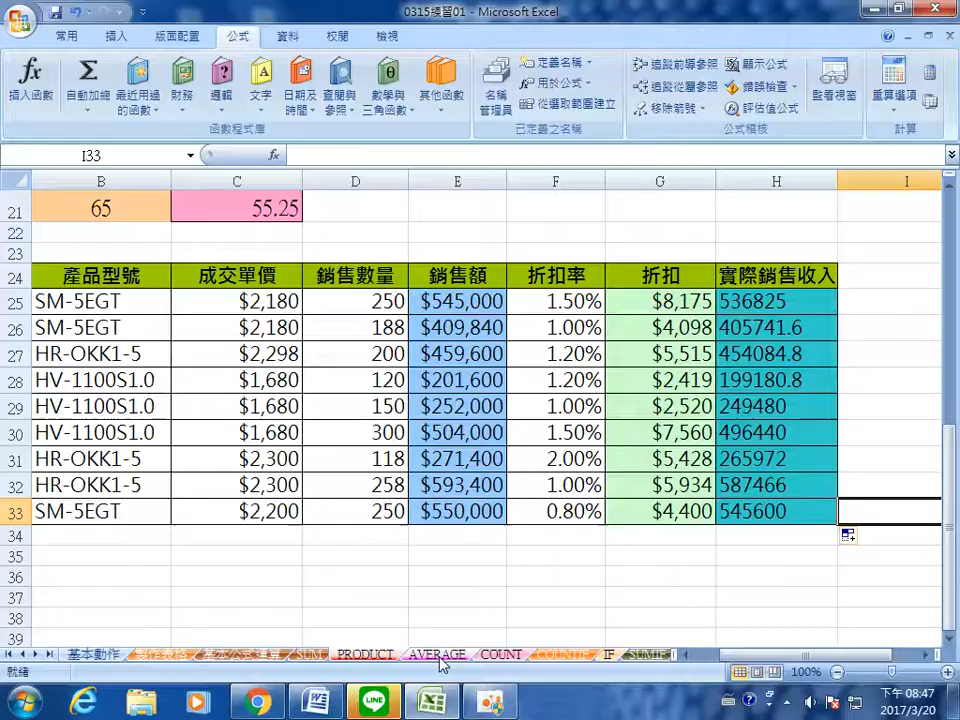 0315練習01 - Microsoft Excel
常用 插入 版面配置 公式 資料 校閱 檢視
插入函數
自動加總
最近用過的函數
財務
邏輯
文字
日期及時間
查閱與參照
數學與三角函數
其他函數
函數程式庫
名稱管理員
定義名稱
用於公式
從選取範圍建立
已定義之名稱
追蹤前導參照
追蹤從屬參照
移除箭號
顯示公式
錯誤檢查
評估值公式
公式稽核
監看視窗
重算選項
計算
I33 fx
B C D E F G H I
21 65 55.25
22
23
24 產品型號 成交單價 銷售數量 銷售額 折扣率 折扣 實際銷售收入
25 SM-5EGT $2,180 250 $545,000 1.50% $8,175 536825
26 SM-5EGT $2,180 188 $409,840 1.00% $4,098 405741.6
27 HR-OKK1-5 $2,298 200 $459,600 1.20% $5,515 454084.8
28 HV-1100S1.0 $1,680 120 $201,600 1.20% $2,419 199180.8
29 HV-1100S1.0 $1,680 150 $252,000 1.00% $2,520 249480
30 HV-1100S1.0 $1,680 300 $504,000 1.50% $7,560 496440
31 HR-OKK1-5 $2,300 118 $271,400 2.00% $5,428 265972
32 HR-OKK1-5 $2,300 258 $593,400 1.00% $5,934 587466
33 SM-5EGT $2,200 250 $550,000 0.80% $4,400 545600
34
35
36
37
38
39
基本動作 製作表格 基本公式運算 SUM PRODUCT AVERAGE COUNT COUNTIF IF SUMIF
就緒 100%
LINE
下午 08:47
2017/3/20